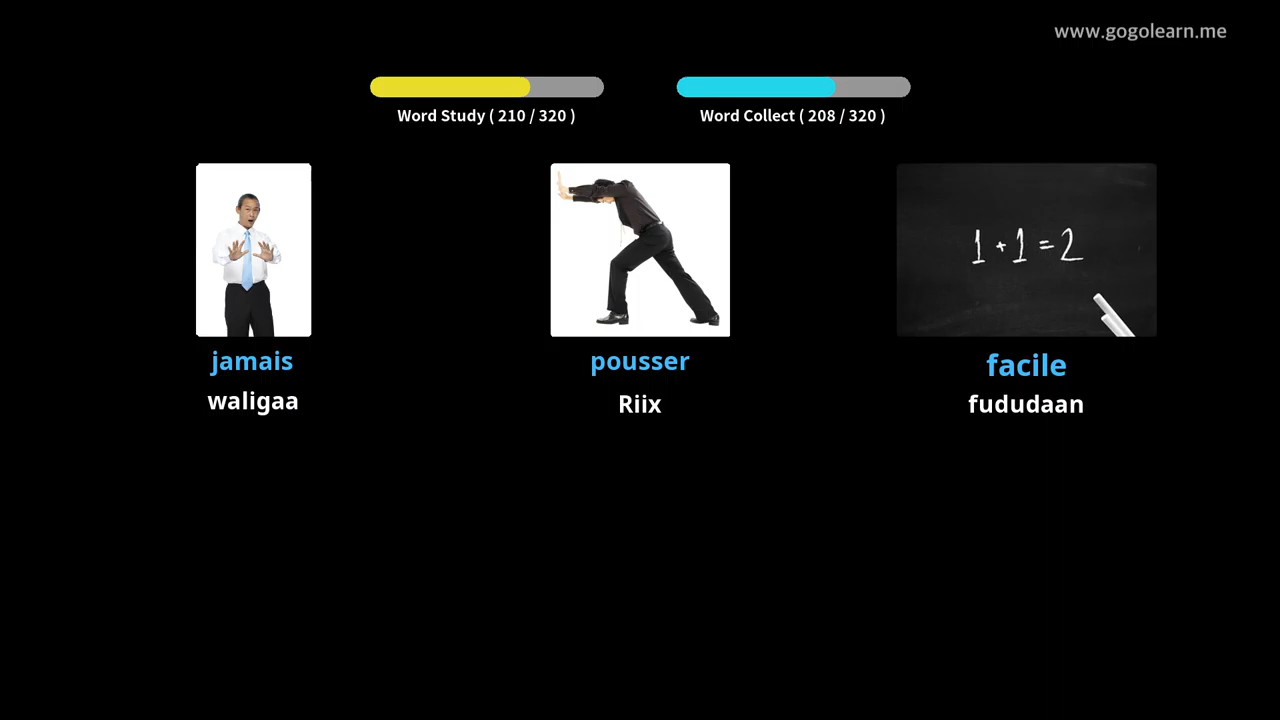 www.gogolearn.me
Word Study ( 210 / 320 )
Word Collect ( 208 / 320 )
1 + 1 = 2
jamais
pousser
facile
waligaa
Riix
fududaan